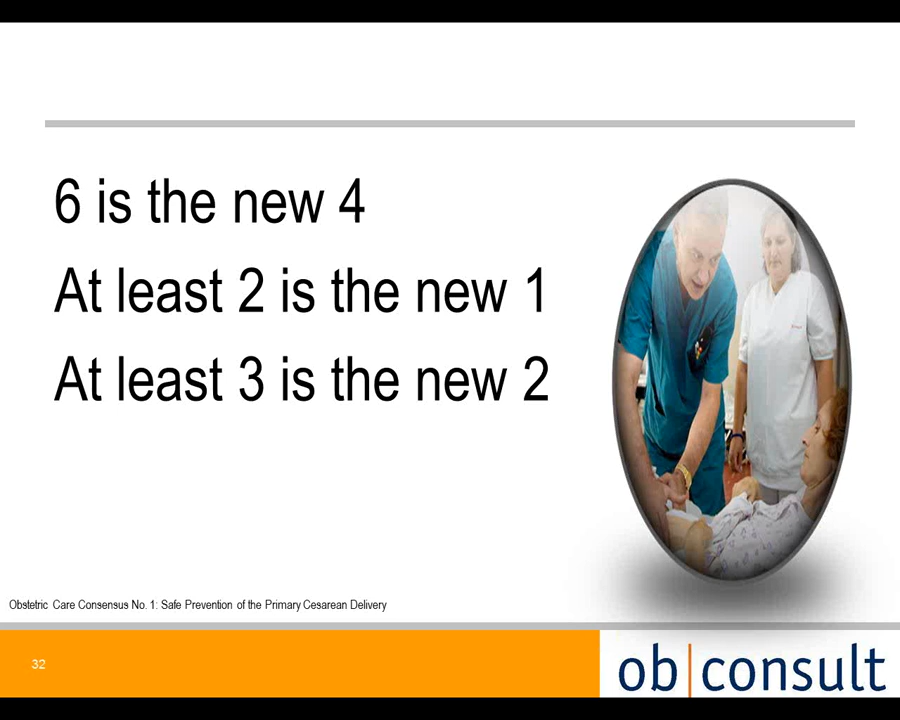 6 is the new 4
At least 2 is the new 1
At least 3 is the new 2
Obstetric Care Consensus No. 1: Safe Prevention of the Primary Cesarean Delivery
32
ob|consult